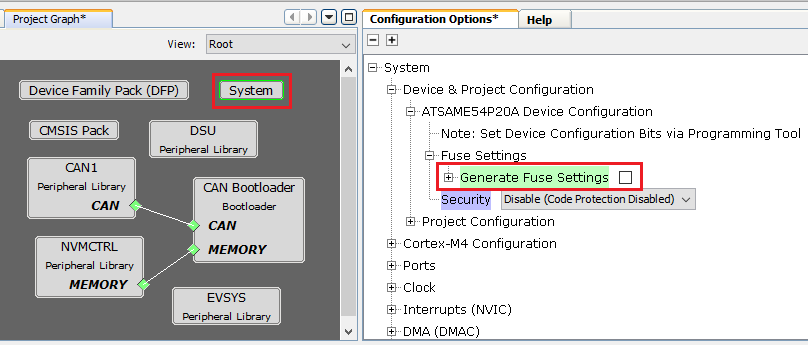 Project Graph*
View: Root
Device Family Pack (DFP)
System
CMSIS Pack
DSU
Peripheral Library
CAN1
Peripheral Library
CAN
CAN Bootloader
Bootloader
CAN
MEMORY
NVMCTRL
Peripheral Library
MEMORY
EVSYS
Peripheral Library
Configuration Options*
Help
System
Device & Project Configuration
ATSAME54P20A Device Configuration
Note: Set Device Configuration Bits via Programming Tool
Fuse Settings
Generate Fuse Settings
Security Disable (Code Protection Disabled)
Project Configuration
Cortex-M4 Configuration
Ports
Clock
Interrupts (NVIC)
DMA (DMAC)